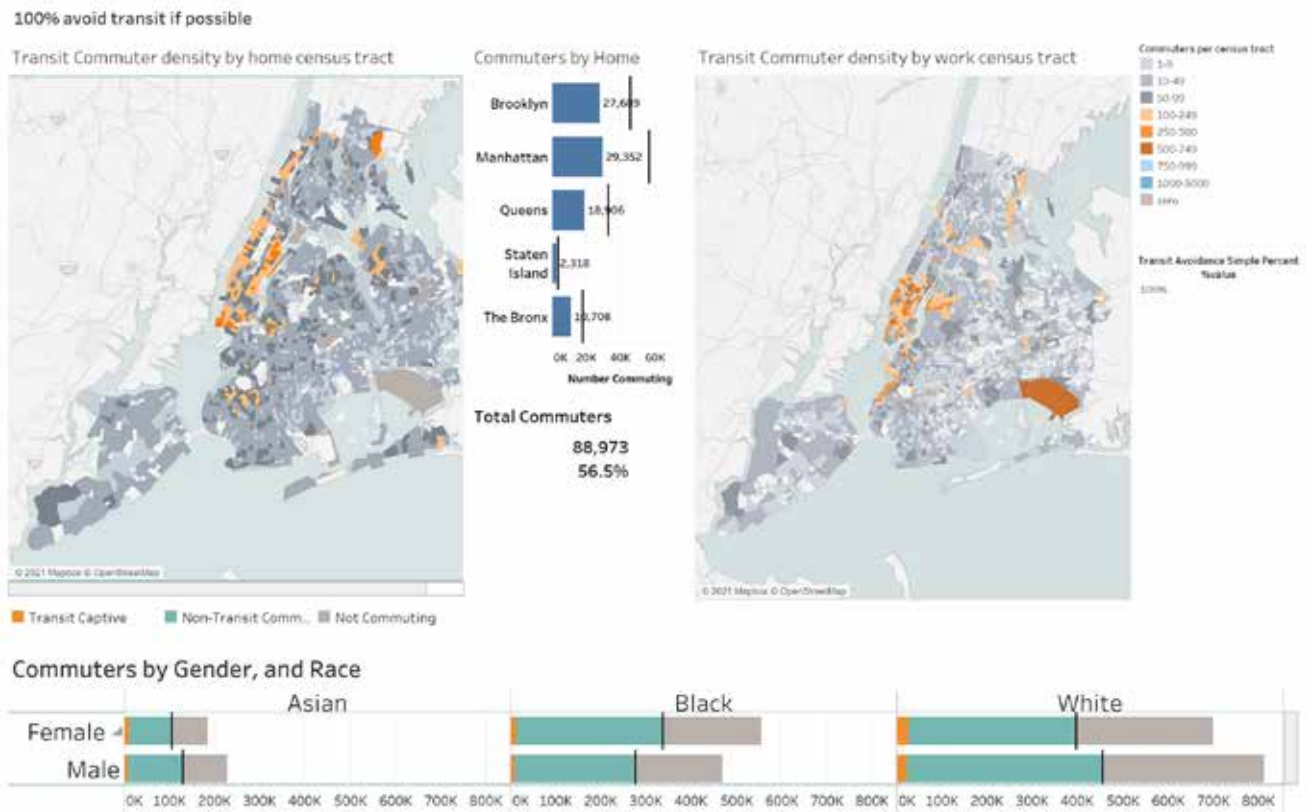 100% avoid transit if possible
Transit Commuter density by home census tract
Commuters by Home
Transit Commuter density by work census tract
Commuters per census tract
1-9
10-49
50-99
100-249
250-500
500-749
750-999
1000-5000
zero
Transit Avoidance Simple Percent
%value
100%
Brooklyn
Manhattan 29,352
Queens
Staten
Island 2,318
The Bronx
0K 20K 40K 60K
Number Commuting
Total Commuters
88,973
56.5%
© 2021 Mapbox © OpenStreetMap
© 2021 Mapbox © OpenStreetMap
Transit Captive Non-Transit Comm.. Not Commuting
Commuters by Gender, and Race
Asian Black White
Female
Male
0K 100K 200K 300K 400K 500K 600K 700K 800K 0K 100K 200K 300K 400K 500K 600K 700K 800K 0K 100K 200K 300K 400K 500K 600K 700K 800K